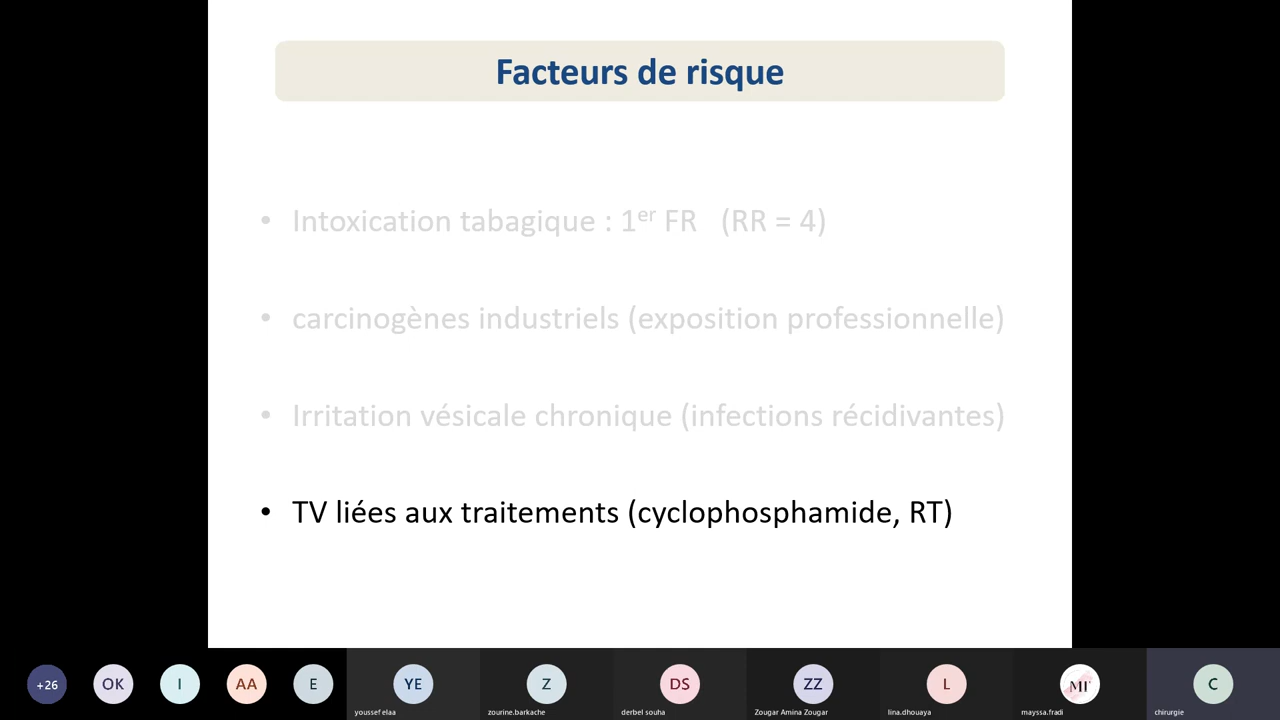 Facteurs de risque
• Intoxication tabagique : 1er FR (RR = 4)
• carcinogènes industriels (exposition professionnelle)
• Irritation vésicale chronique (infections récidivantes)
• TV liées aux traitements (cyclophosphamide, RT)
+26 OK I AA E YE Z DS ZZ L MF C
youssef elaa zourine.barkache derbel souha Zougar Amina Zougar lina.dhouaya mayssa.fradi chirurgie